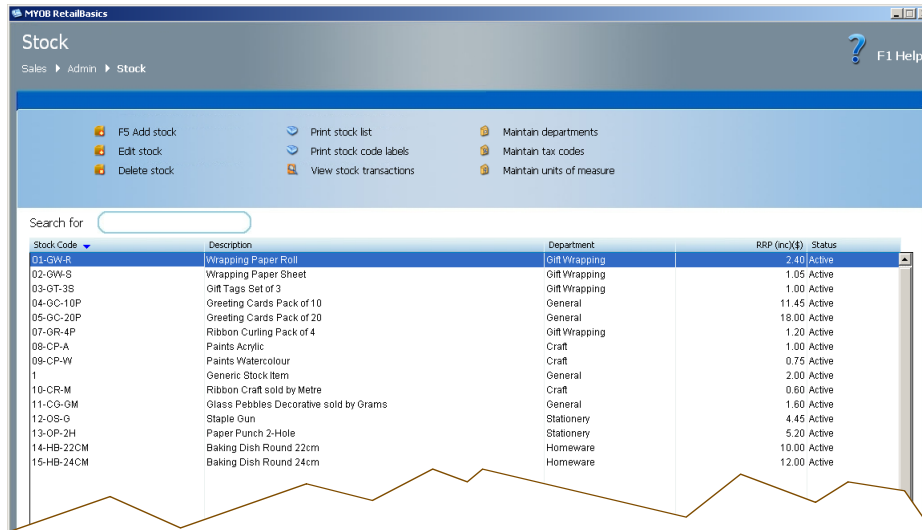 MYOB RetailBasics
Stock
F1 Help
Sales Admin Stock
F5 Add stock Print stock list Maintain departments
Edit stock Print stock code labels Maintain tax codes
Delete stock View stock transactions Maintain units of measure
Search for
Stock Code Description Department RRP (inc)($) Status
01-GW-R Wrapping Paper Roll Gift Wrapping 2.40 Active
02-GW-S Wrapping Paper Sheet Gift Wrapping 1.05 Active
03-GT-3S Gift Tags Set of 3 Gift Wrapping 1.00 Active
04-GC-10P Greeting Cards Pack of 10 General 11.45 Active
05-GC-20P Greeting Cards Pack of 20 General 18.00 Active
07-GR-4P Ribbon Curling Pack of 4 Gift Wrapping 1.20 Active
08-CP-A Paints Acrylic Craft 1.00 Active
09-CP-W Paints Watercolour Craft 0.75 Active
1 Generic Stock Item General 2.00 Active
10-CR-M Ribbon Craft sold by Metre Craft 0.60 Active
11-CG-GM Glass Pebbles Decorative sold by Grams General 1.60 Active
12-OS-G Staple Gun Stationery 4.45 Active
13-OP-2H Paper Punch 2-Hole Stationery 5.20 Active
14-HB-22CM Baking Dish Round 22cm Homeware 10.00 Active
15-HB-24CM Baking Dish Round 24cm Homeware 12.00 Active